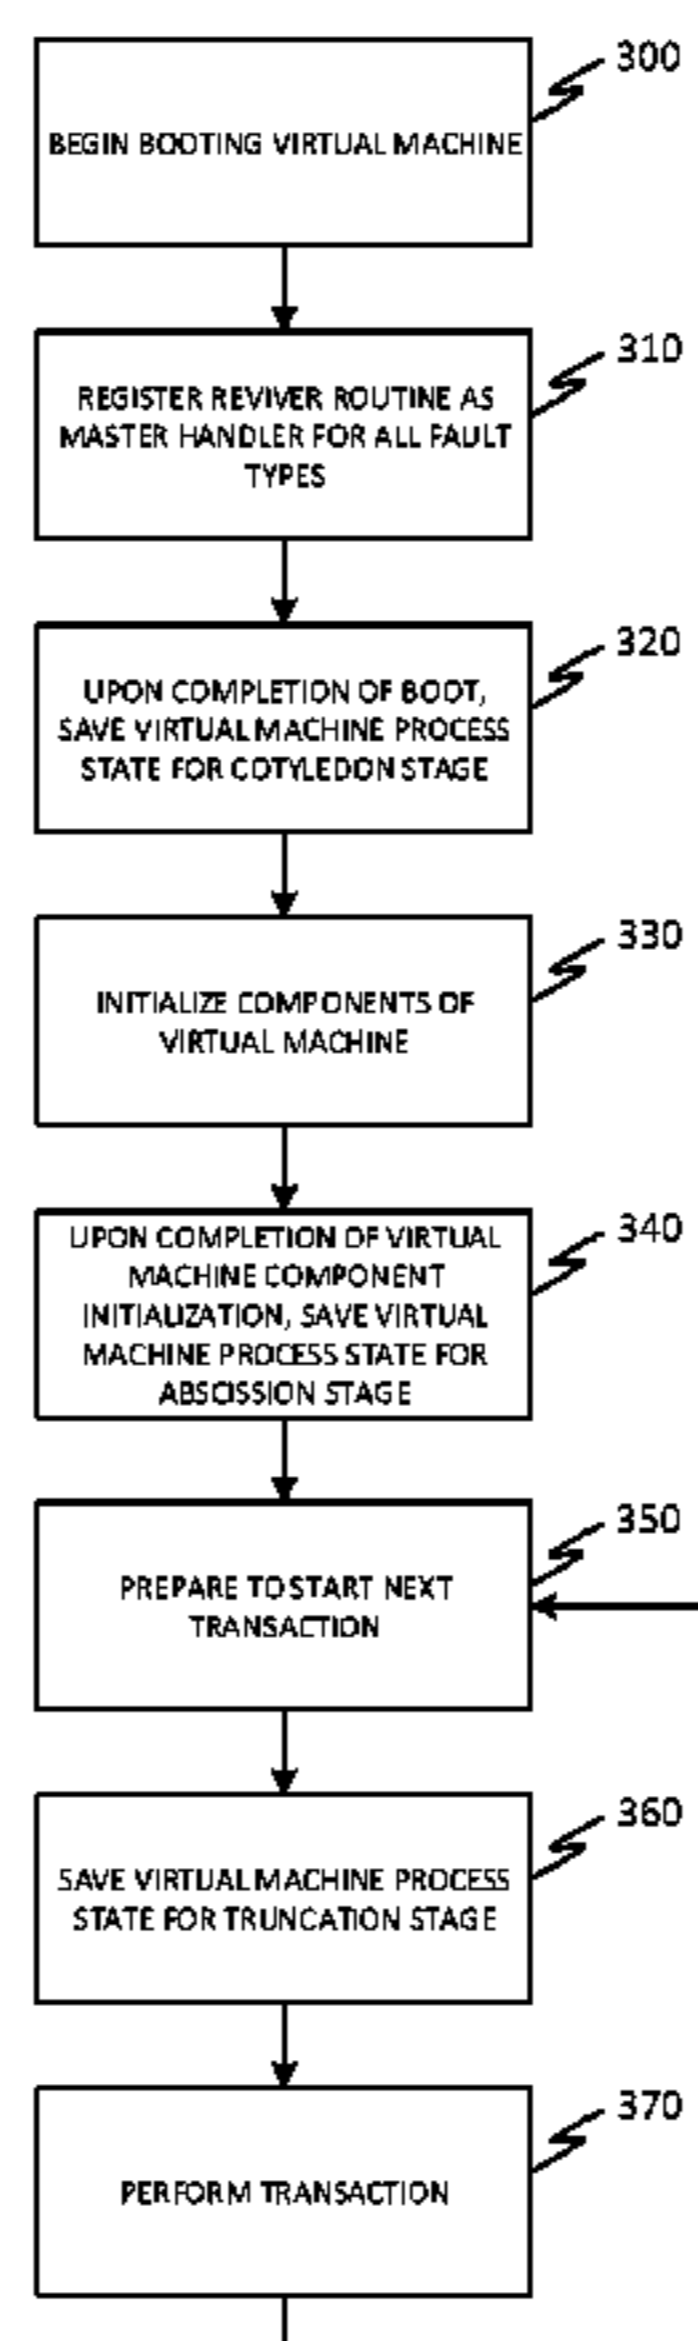 300
BEGIN BOOTING VIRTUAL MACHINE
310
REGISTER REVIVER ROUTINE AS
MASTER HANDLER FOR ALL FAULT
TYPES
320
UPON COMPLETION OF BOOT,
SAVE VIRTUAL MACHINE PROCESS
STATE FOR COTYLEDON STAGE
330
INITIALIZE COMPONENTS OF
VIRTUAL MACHINE
340
UPON COMPLETION OF VIRTUAL
MACHINE COMPONENT
INITIALIZATION, SAVE VIRTUAL
MACHINE PROCESS STATE FOR
ABSCISSION STAGE
350
PREPARE TO START NEXT
TRANSACTION
360
SAVE VIRTUAL MACHINE PROCESS
STATE FOR TRUNCATION STAGE
370
PERFORM TRANSACTION